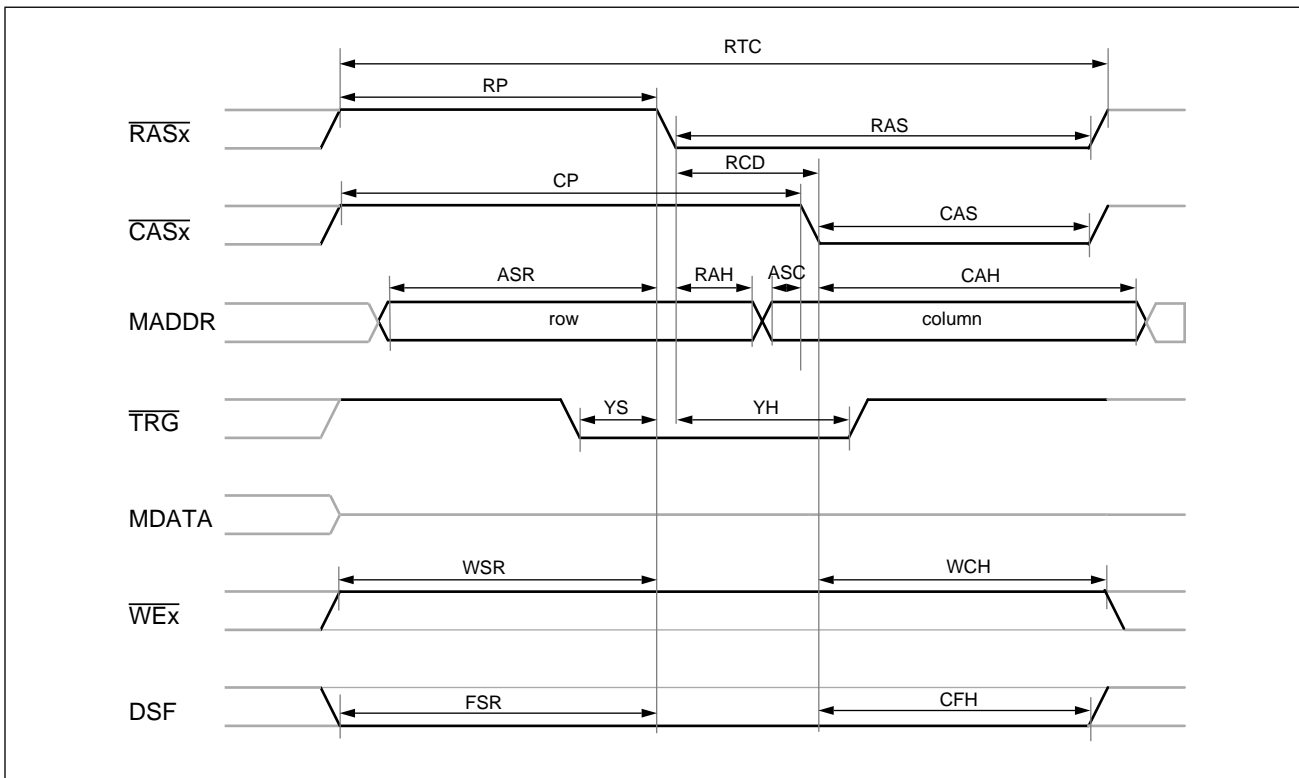 RTC
RP
RASx
RAS
RCD
CP
CASx
CAS
ASR
RAH
ASC
CAH
MADDR
row
column
TRG
YS
YH
MDATA
WSR
WCH
WEx
FSR
CFH
DSF